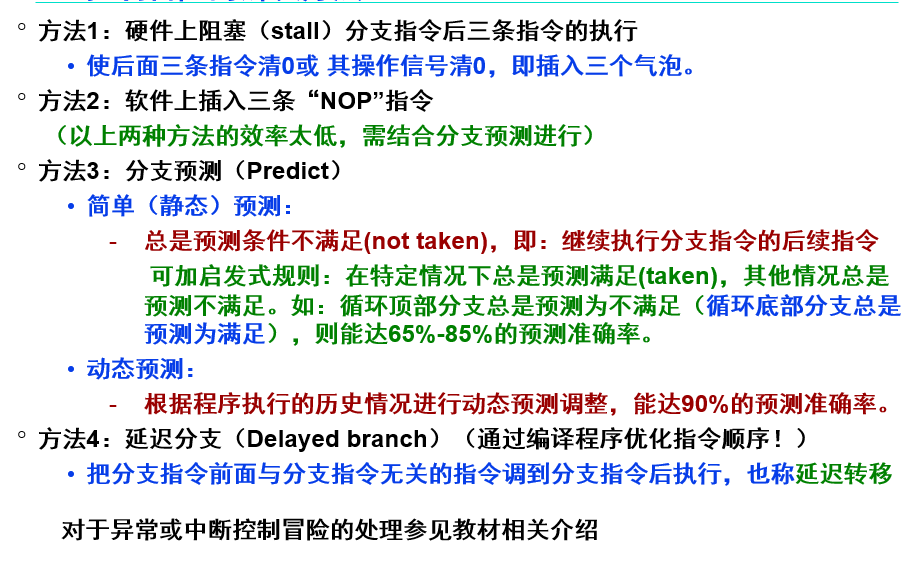 ° 方法1：硬件上阻塞（stall）分支指令后三条指令的执行
• 使后面三条指令清0或 其操作信号清0，即插入三个气泡。
° 方法2：软件上插入三条“NOP”指令
（以上两种方法的效率太低，需结合分支预测进行）
° 方法3：分支预测（Predict）
• 简单（静态）预测：
- 总是预测条件不满足(not taken)，即：继续执行分支指令的后续指令
可加启发式规则：在特定情况下总是预测满足(taken)，其他情况总是
预测不满足。如：循环顶部分支总是预测为不满足（循环底部分支总是
预测为满足），则能达65%-85%的预测准确率。
• 动态预测：
- 根据程序执行的历史情况进行动态预测调整，能达90%的预测准确率。
° 方法4：延迟分支（Delayed branch）（通过编译程序优化指令顺序！）
• 把分支指令前面与分支指令无关的指令调到分支指令后执行，也称延迟转移
对于异常或中断控制冒险的处理参见教材相关介绍